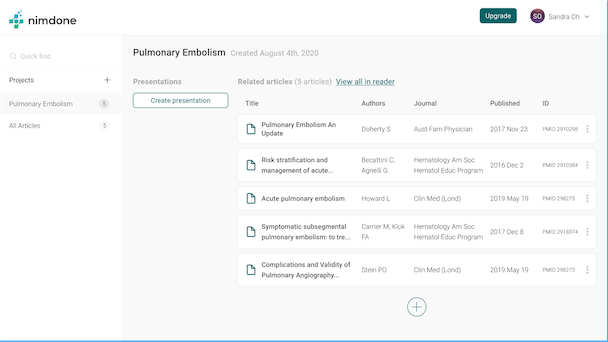 nimdone
Upgrade
SO
Sandra Oh
Quick find
Projects
Pulmonary Embolism 5
All Articles 5
Pulmonary Embolism Created August 4th, 2020
Presentations
Create presentation
Related articles (5 articles) View all in reader
Title Authors Journal Published ID
Pulmonary Embolism An
Update
Doherty S
Aust Fam Physician
2017 Nov 23
PMID 2910298
Risk stratification and
management of acute...
Becattini C,
Agnelli G
Hematology Am Soc
Hematol Educ Program
2016 Dec 2
PMID 2910384
Acute pulmonary embolism
Howard L
Clin Med (Lond)
2019 May 19
PMID 298273
Symptomatic subsegmental
pulmonary embolism: to tre...
Carrier M, Klok
FA
Hematology Am Soc
Hematol Educ Program
2017 Dec 8
PMID 2918374
Complications and Validity of
Pulmonary Angiography...
Stein PD
Clin Med (Lond)
2019 May 19
PMID 298273